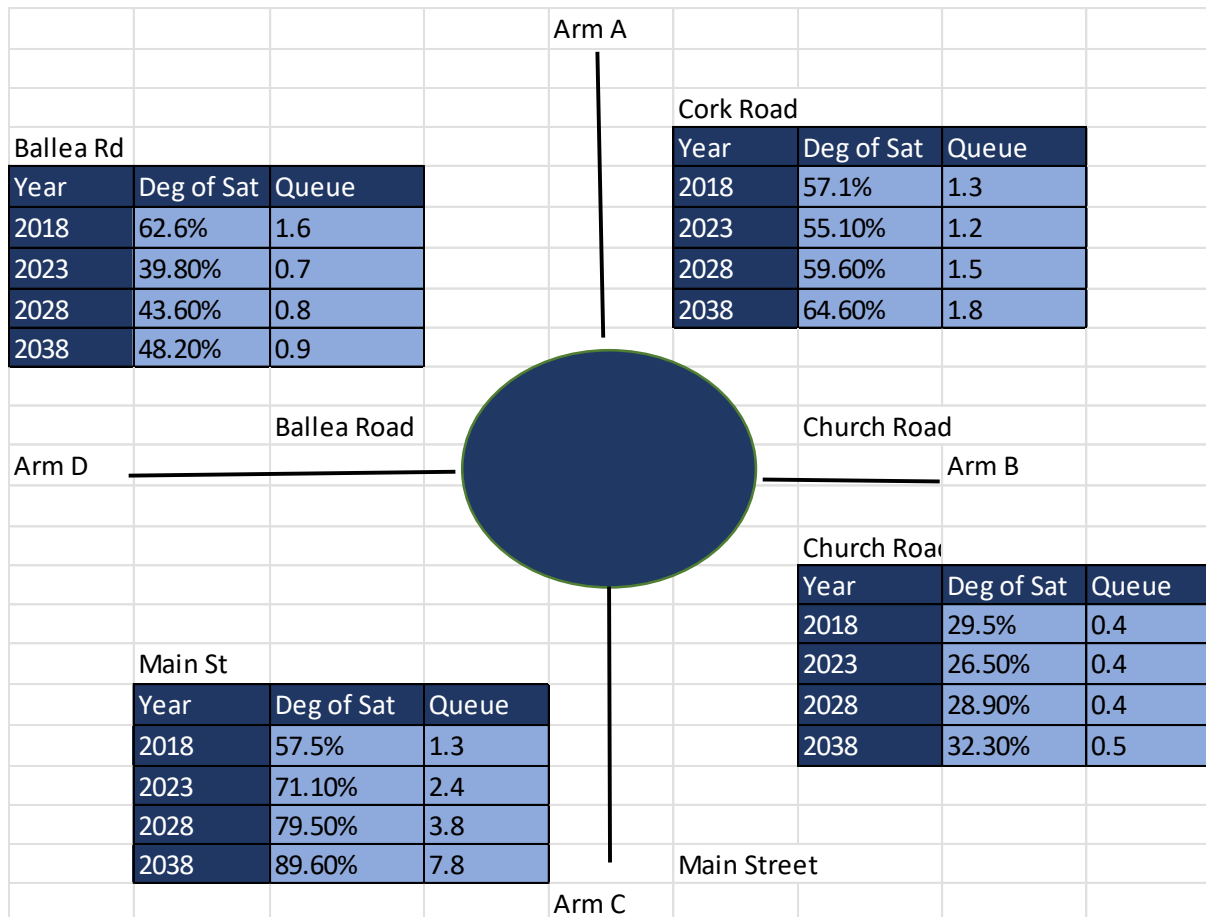 Arm A
Cork Road
Year Deg of Sat Queue
2018 57.1% 1.3
2023 55.10% 1.2
2028 59.60% 1.5
2038 64.60% 1.8
Ballea Rd
Year Deg of Sat Queue
2018 62.6% 1.6
2023 39.80% 0.7
2028 43.60% 0.8
2038 48.20% 0.9
Ballea Road
Arm D
Church Road
Arm B
Church Roa
Year Deg of Sat Queue
2018 29.5% 0.4
2023 26.50% 0.4
2028 28.90% 0.4
2038 32.30% 0.5
Main St
Year Deg of Sat Queue
2018 57.5% 1.3
2023 71.10% 2.4
2028 79.50% 3.8
2038 89.60% 7.8
Main Street
Arm C